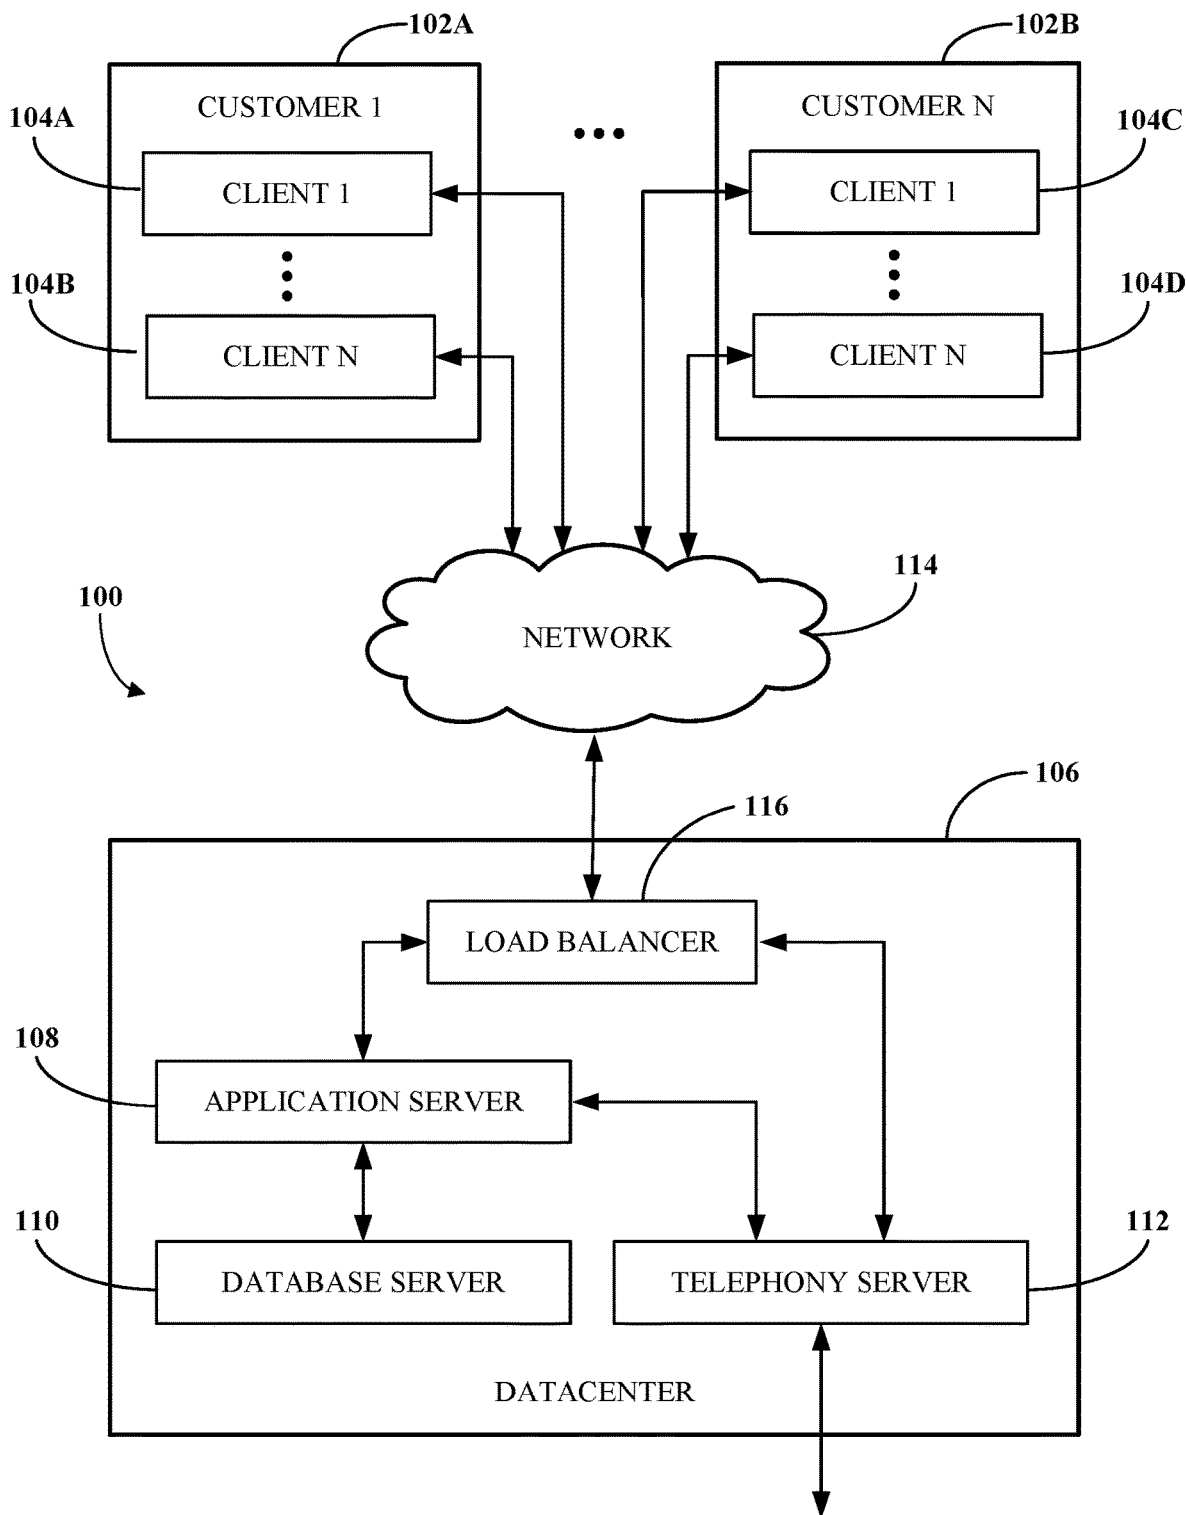 102A
102B
CUSTOMER 1
CUSTOMER N
104A
104C
CLIENT 1
CLIENT 1
104B
104D
CLIENT N
CLIENT N
114
100
NETWORK
106
116
LOAD BALANCER
108
APPLICATION SERVER
110
112
DATABASE SERVER
TELEPHONY SERVER
DATACENTER